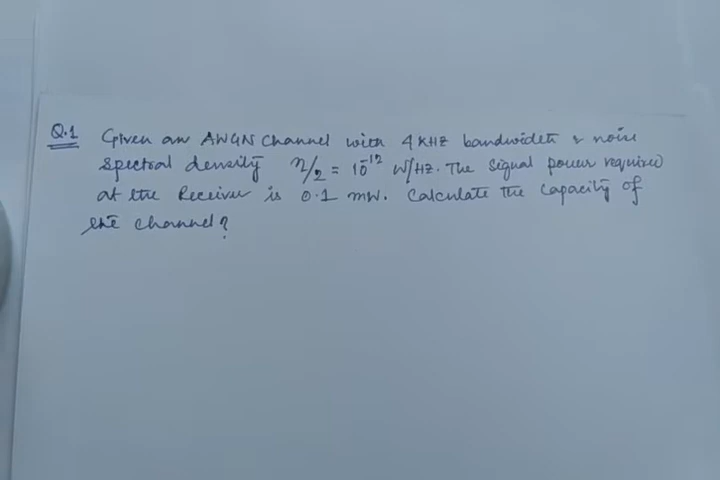 Q.1 Given an AWGN Channel with 4 KHZ bandwidth & noise
spectral density η/2 = 10⁻¹² W/HZ. The signal power required
at the Receiver is 0.1 mW. Calculate the Capacity of
the channel?